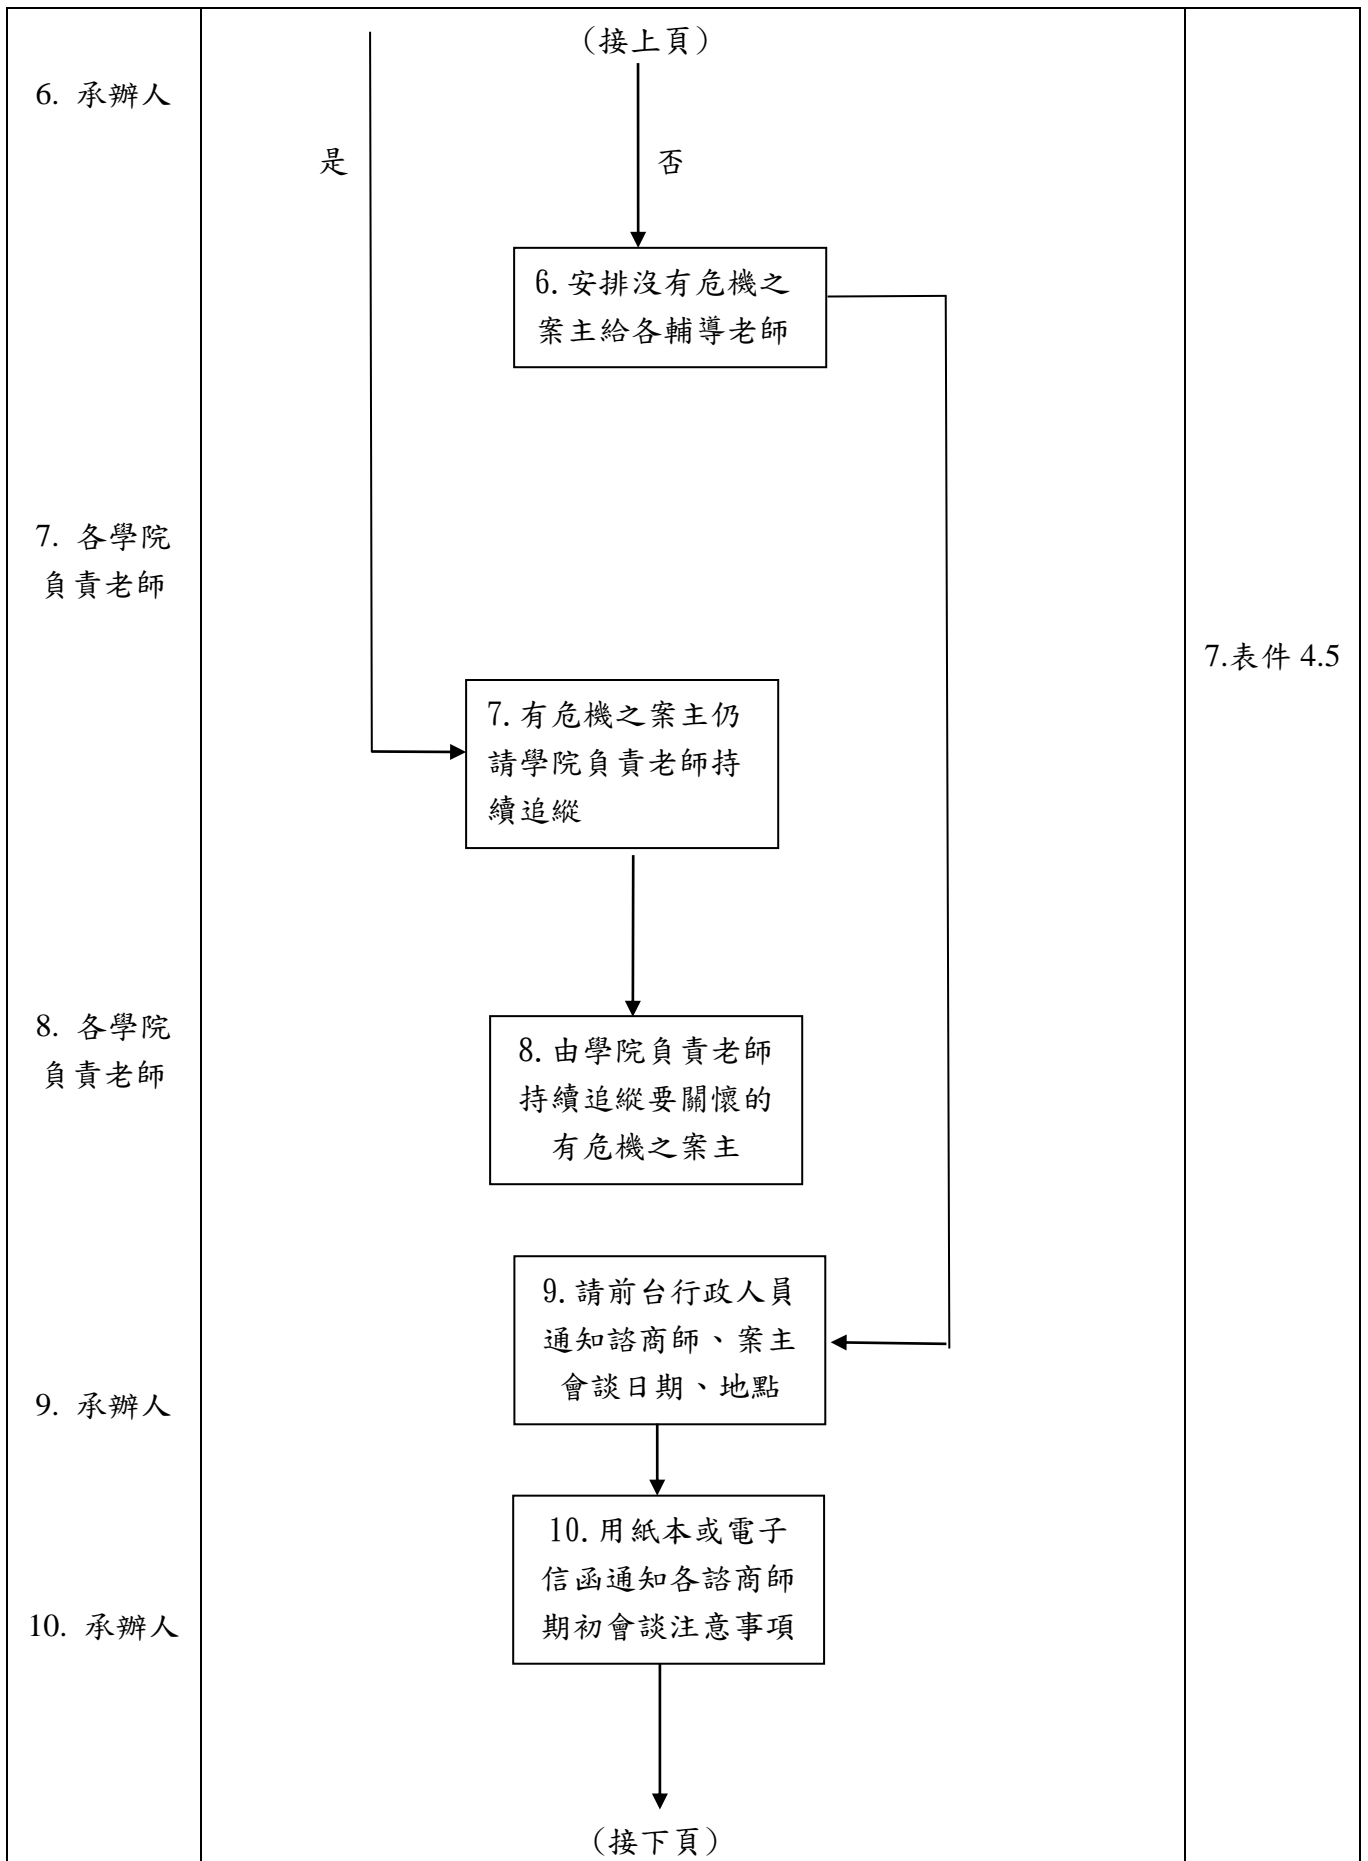 （接上頁）
6. 承辦人
是
否
6.安排沒有危機之
案主給各輔導老師
7. 各學院
負責老師
7.表件 4.5
7.有危機之案主仍
請學院負責老師持
續追縱
8. 各學院
負責老師
8.由學院負責老師
持續追縱要關懷的
有危機之案主
9.請前台行政人員
通知諮商師、案主
會談日期、地點
9. 承辦人
10.用紙本或電子
信函通知各諮商師
期初會談注意事項
10. 承辦人
（接下頁）